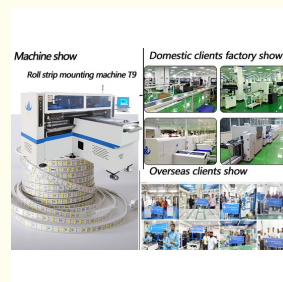 Machine show
Roll strip mounting machine T9
Domestic clients factory show
Overseas clients show